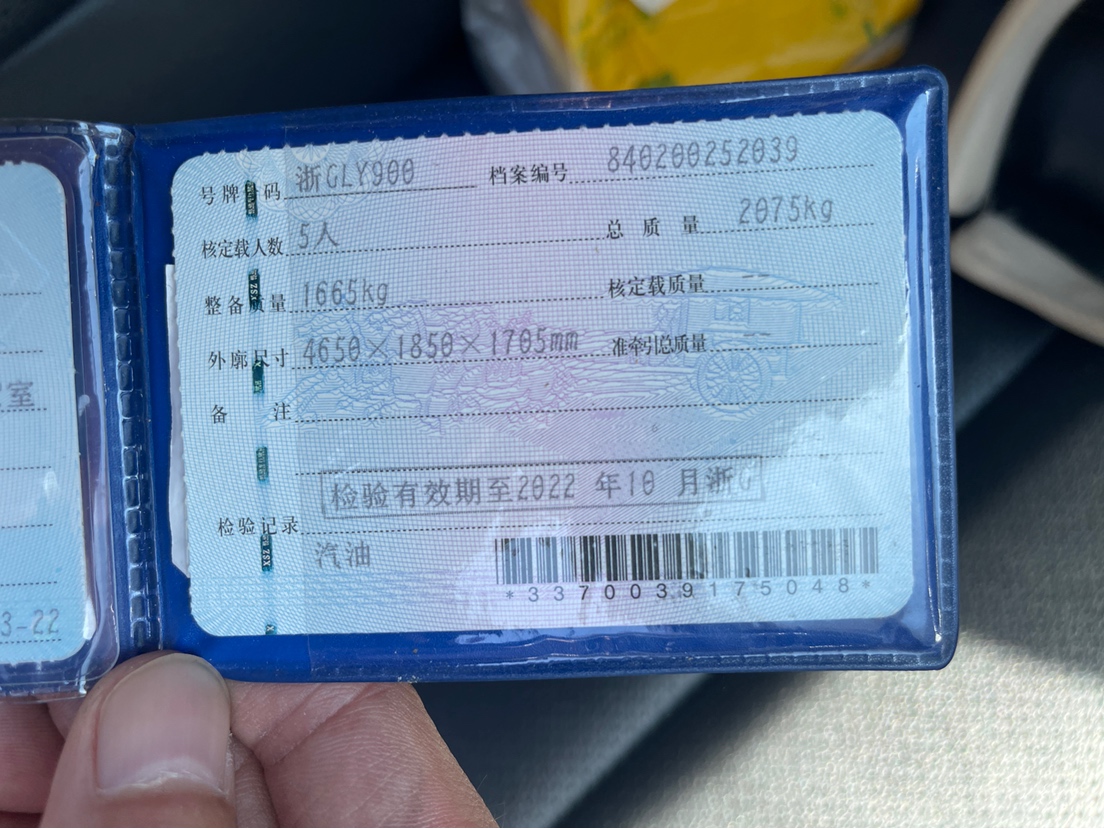 室
3-22
号牌号码 浙GLY900 档案编号 840200252039
核定载人数 5人 总质量 2075kg
整备质量 1665kg 核定载质量
外廓尺寸 4650×1850×1705mm 准牵引总质量
备注
检验有效期至2022 年10 月浙G
检验记录
汽油
*3370039175048*